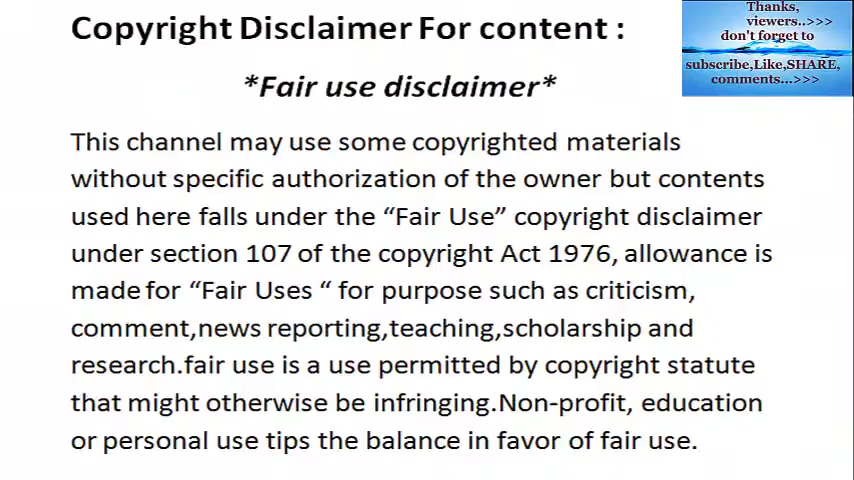 Copyright Disclaimer For content :
*Fair use disclaimer*
Thanks,
viewers..>>>
don't forget to
subscribe,Like,SHARE,
comments...>>>
This channel may use some copyrighted materials
without specific authorization of the owner but contents
used here falls under the “Fair Use” copyright disclaimer
under section 107 of the copyright Act 1976, allowance is
made for “Fair Uses “ for purpose such as criticism,
comment,news reporting,teaching,scholarship and
research.fair use is a use permitted by copyright statute
that might otherwise be infringing.Non-profit, education
or personal use tips the balance in favor of fair use.